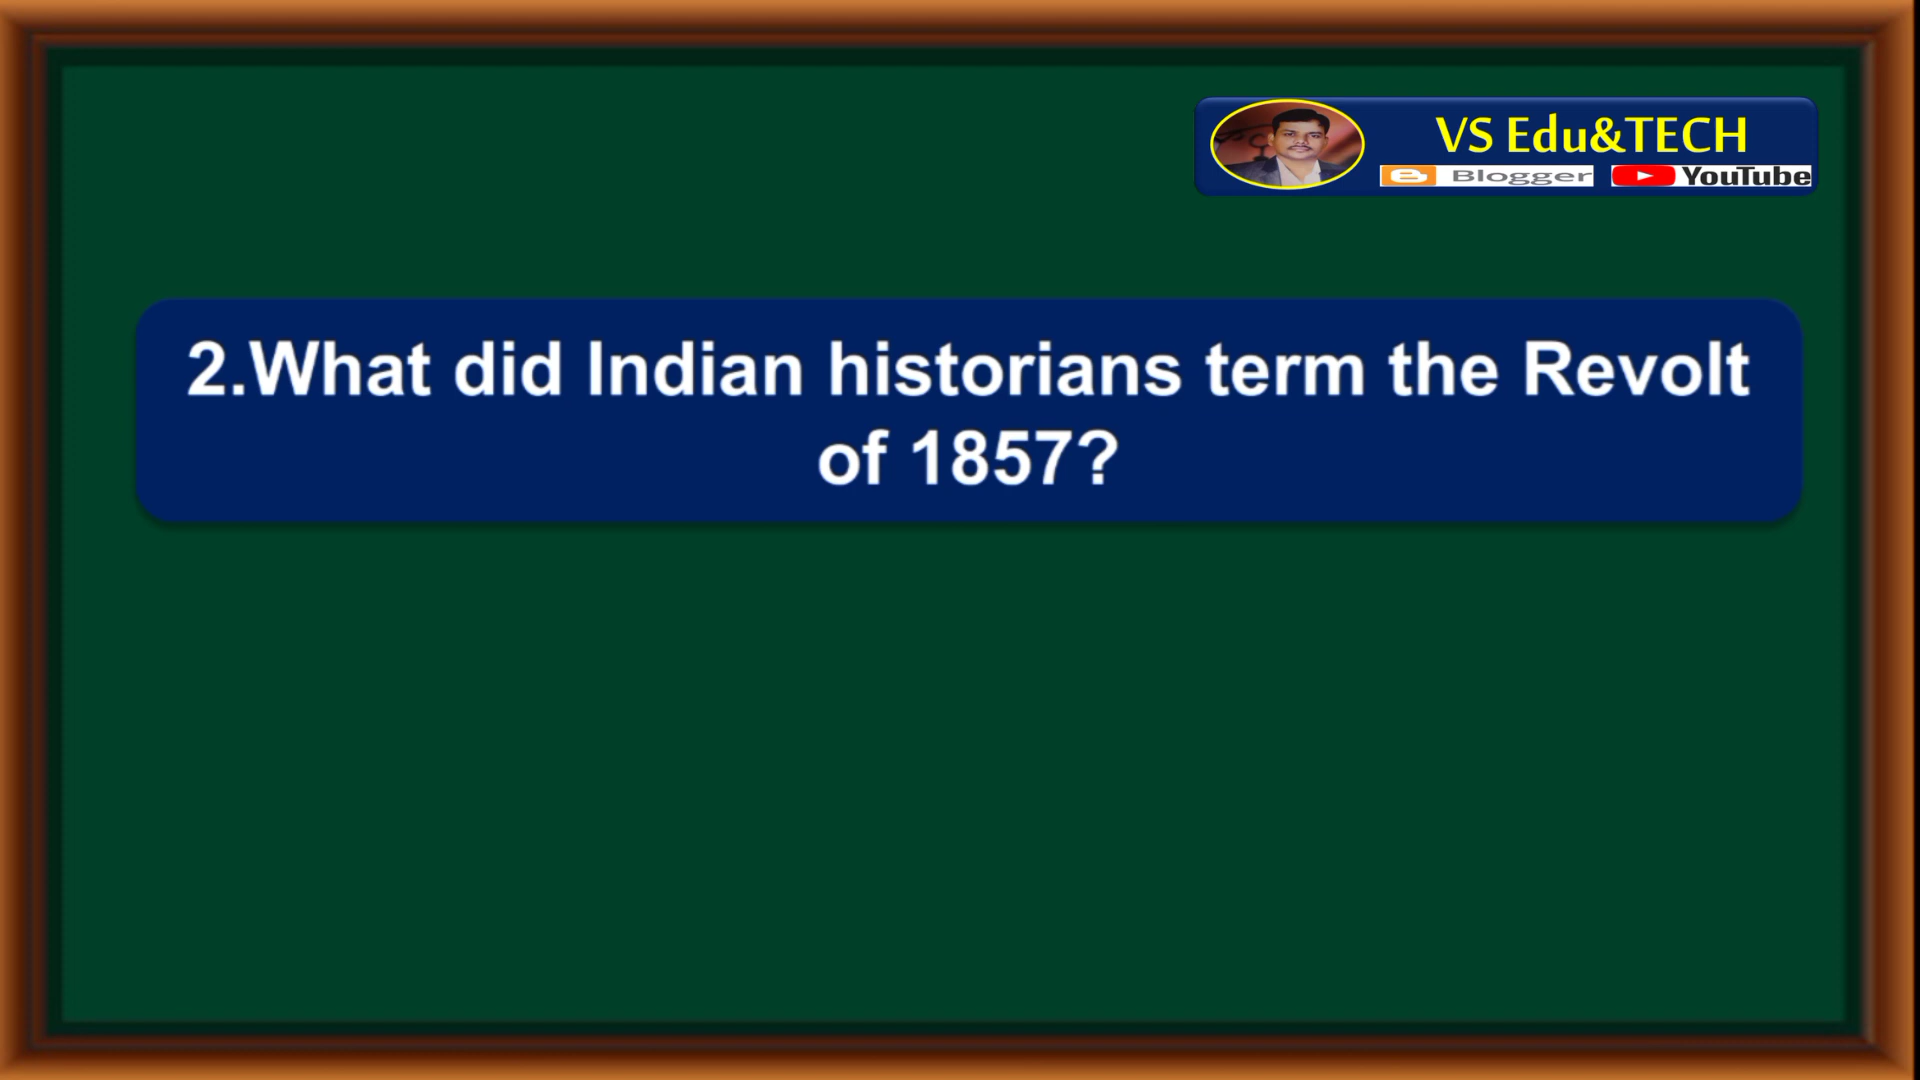 VS Edu&TECH
Blogger YouTube
2.What did Indian historians term the Revolt
of 1857?